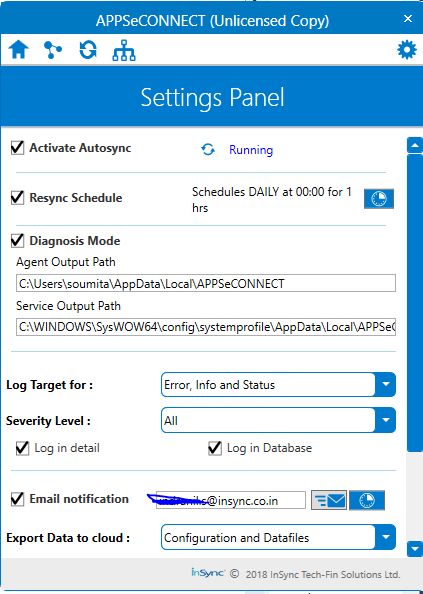 APPSeCONNECT (Unlicensed Copy)
Settings Panel
Activate Autosync
Running
Resync Schedule
Schedules DAILY at 00:00 for 1
hrs
Diagnosis Mode
Agent Output Path
C:\Users\soumita\AppData\Local\APPSeCONNECT
Service Output Path
C:\WINDOWS\SysWOW64\config\systemprofile\AppData\Local\APPSeC
Log Target for :
Error, Info and Status
Severity Level :
All
Log in detail
Log in Database
Email notification
@insync.co.in
Export Data to cloud :
Configuration and Datafiles
InSync © 2018 InSync Tech-Fin Solutions Ltd.